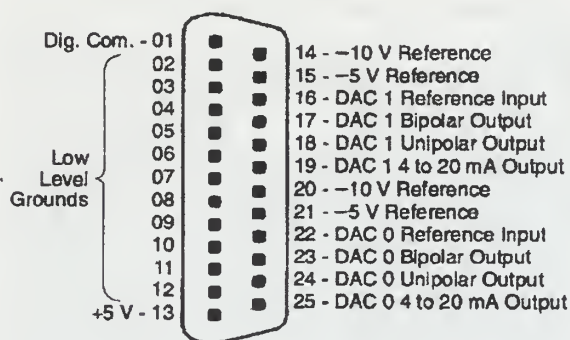 Dig. Com. - 01
02
03
04
05
06
07
08
09
10
11
12
+5 V - 13
Low
Level
Grounds
14 - –10 V Reference
15 - –5 V Reference
16 - DAC 1 Reference Input
17 - DAC 1 Bipolar Output
18 - DAC 1 Unipolar Output
19 - DAC 1 4 to 20 mA Output
20 - –10 V Reference
21 - –5 V Reference
22 - DAC 0 Reference Input
23 - DAC 0 Bipolar Output
24 - DAC 0 Unipolar Output
25 - DAC 0 4 to 20 mA Output